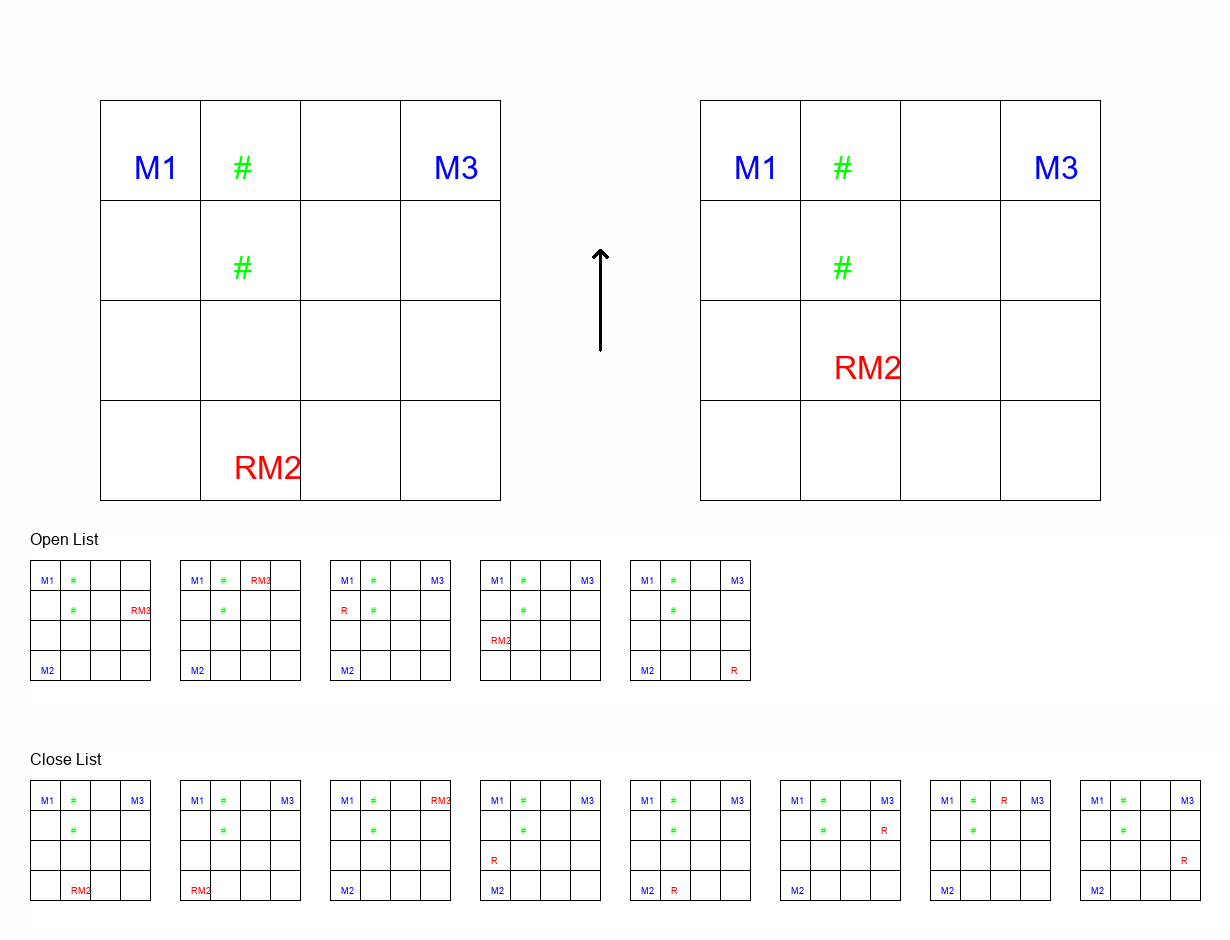 M1 # M3 M1 # M3
# #
RM2
RM2
Open List
M1 # M1 # RM3 M1 # M3 M1 # M3 M1 # M3
# RM3 # R # # #
RM2
M2 M2 M2 M2 R
Close List
M1 # M3 M1 # M3 M1 # RM3 M1 # M3 M1 # M3 M1 # M3 M1 # R M3 M1 # M3
# # # # # # R # #
R R
RM2 RM2 M2 M2 M2 R M2 M2 M2